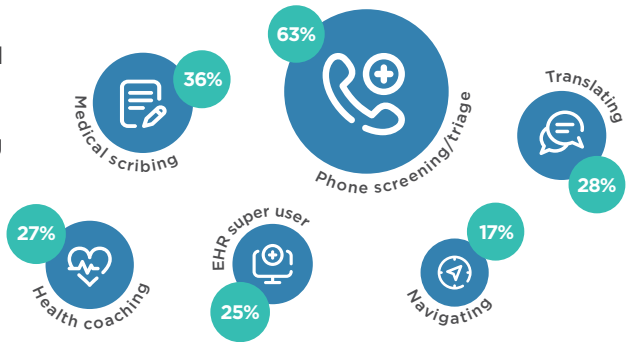 63%
Phone screening/triage
36%
Medical scribing
Translating
28%
27%
Health coaching
EHR super user
25%
17%
Navigating